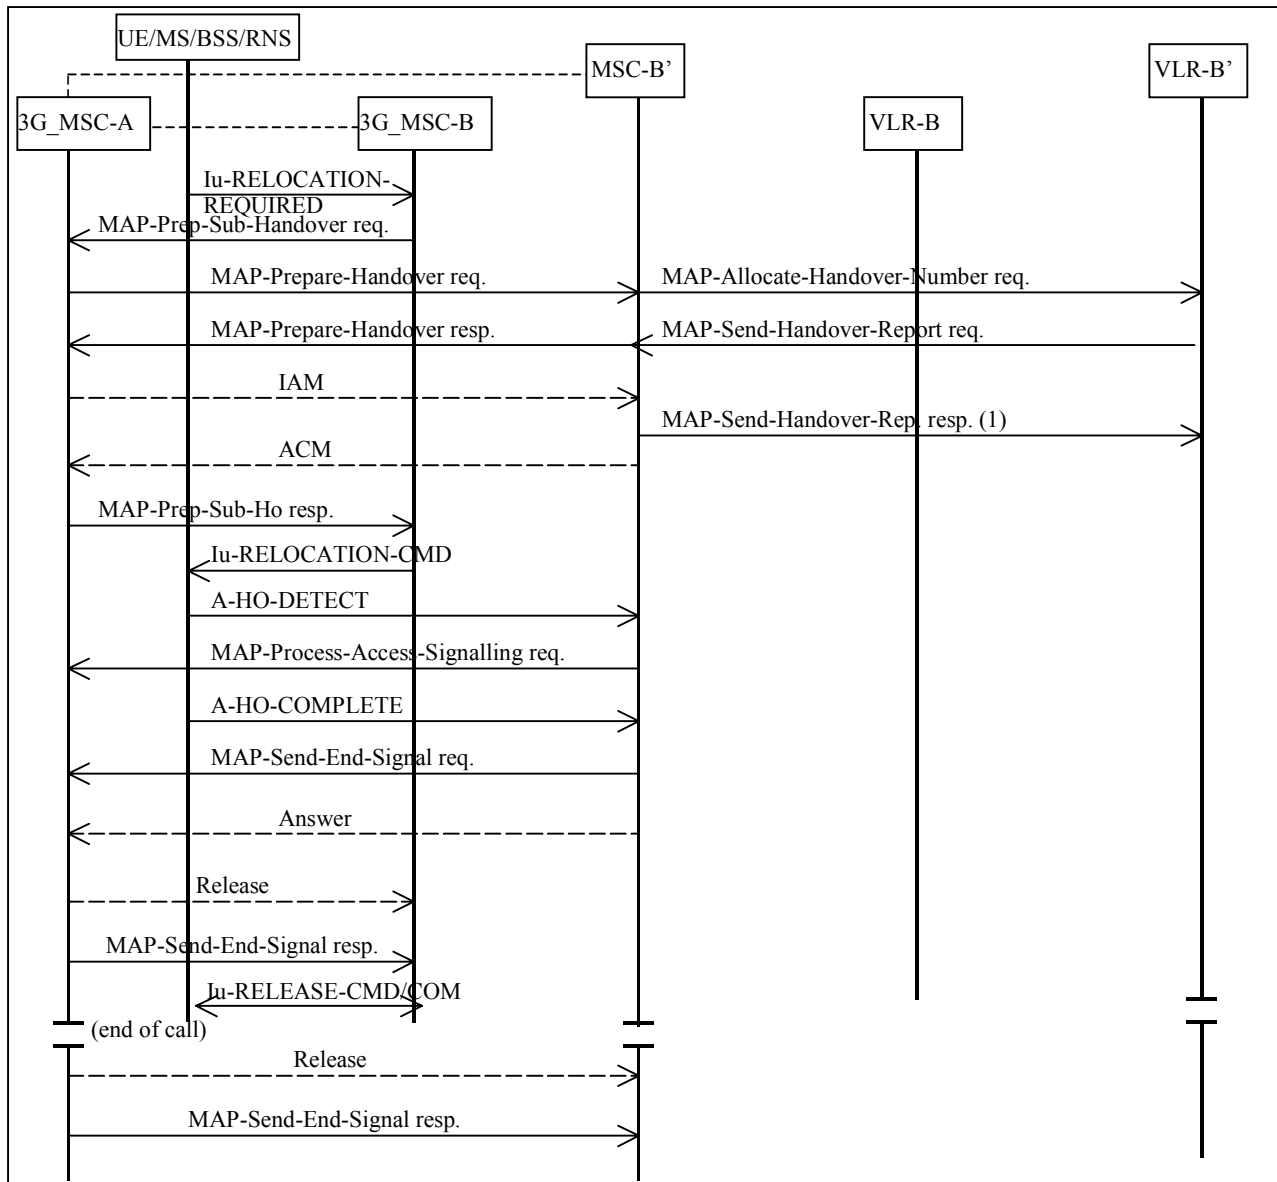 UE/MS/BSS/RNS
MSC-B’
VLR-B’
3G_MSC-A
3G_MSC-B
VLR-B
Iu-RELOCATION-
REQUIRED
MAP-Prep-Sub-Handover req.
MAP-Prepare-Handover req.
MAP-Allocate-Handover-Number req.
MAP-Prepare-Handover resp.
MAP-Send-Handover-Report req.
IAM
MAP-Send-Handover-Rep. resp. (1)
ACM
MAP-Prep-Sub-Ho resp.
Iu-RELOCATION-CMD
A-HO-DETECT
MAP-Process-Access-Signalling req.
A-HO-COMPLETE
MAP-Send-End-Signal req.
Answer
Release
MAP-Send-End-Signal resp.
Iu-RELEASE-CMD/COM
(end of call)
Release
MAP-Send-End-Signal resp.